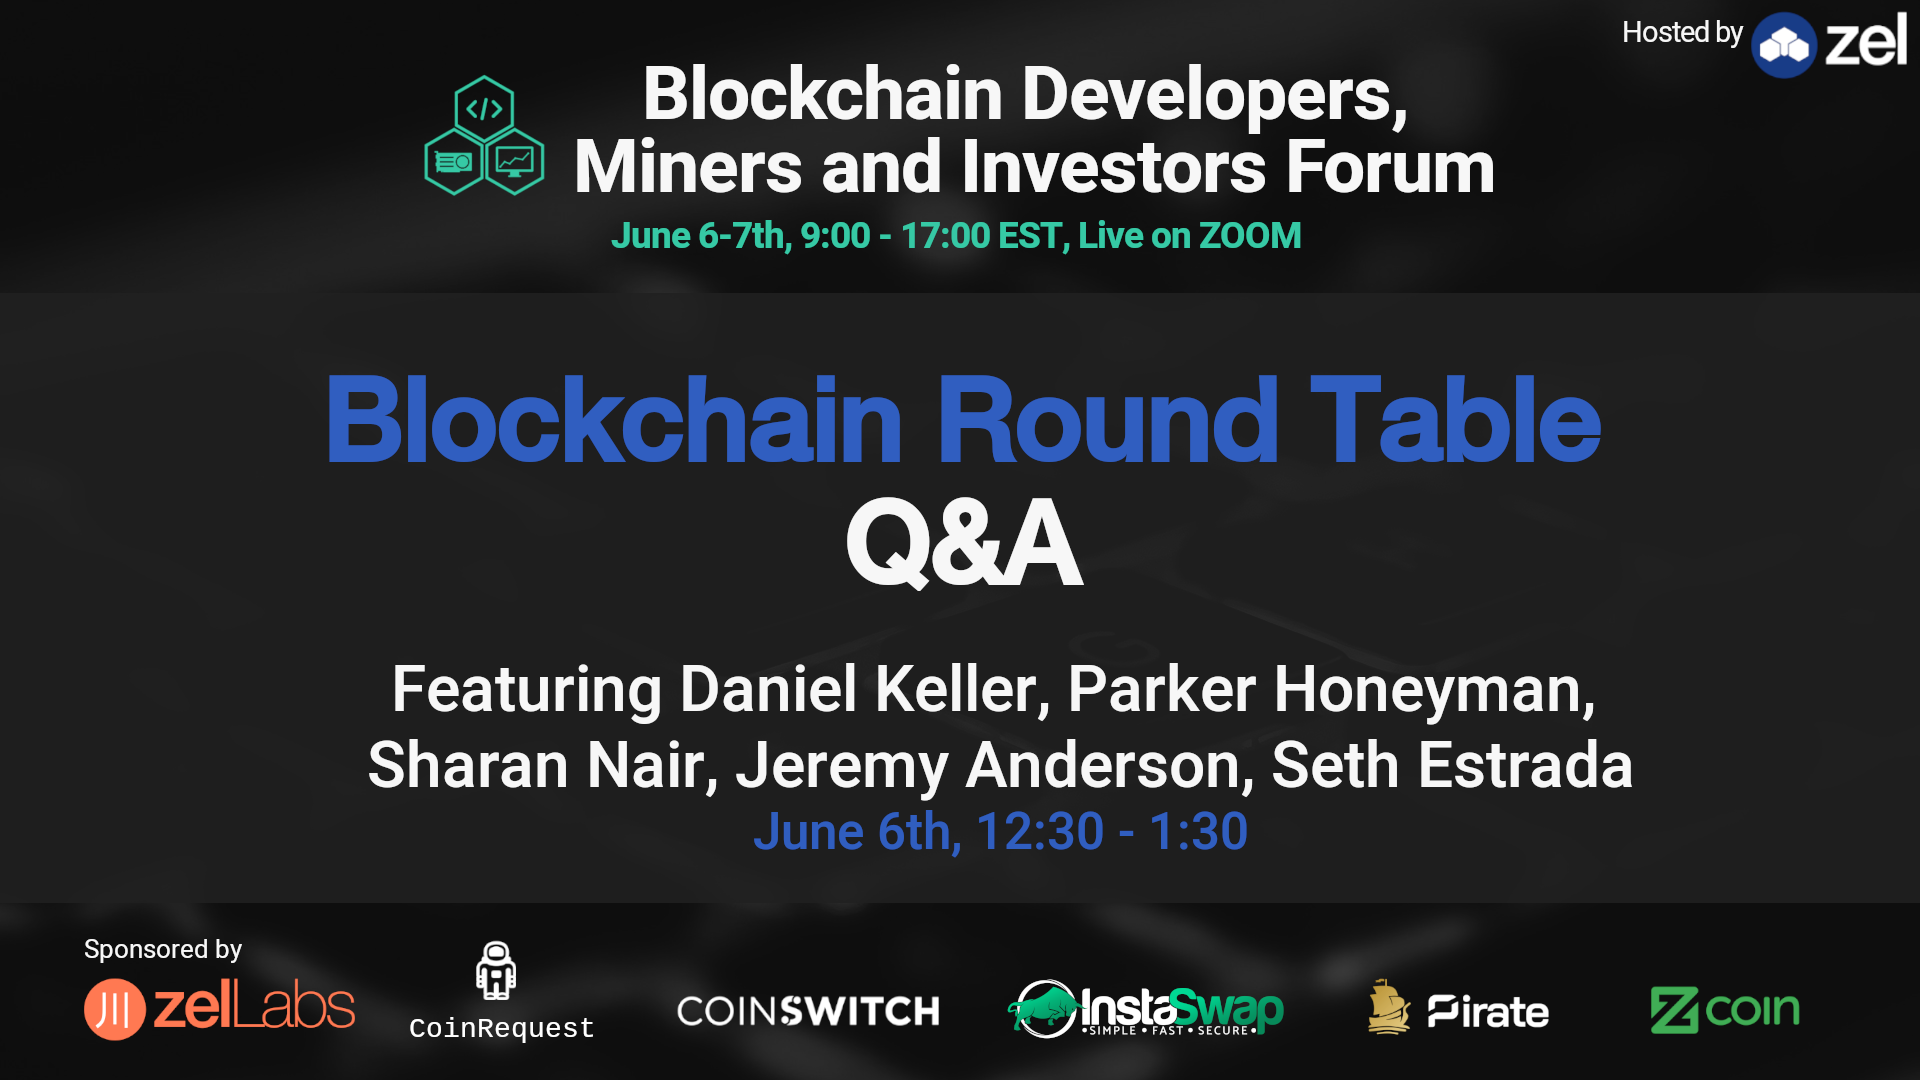 Hosted by zel
Blockchain Developers,
Miners and Investors Forum
June 6-7th, 9:00 - 17:00 EST, Live on ZOOM
Blockchain Round Table
Q&A
Featuring Daniel Keller, Parker Honeyman,
Sharan Nair, Jeremy Anderson, Seth Estrada
June 6th, 12:30 - 1:30
Sponsored by
zelLabs
CoinRequest
COINSWITCH
InstaSwap
•SIMPLE•FAST•SECURE•
Pirate
Zcoin